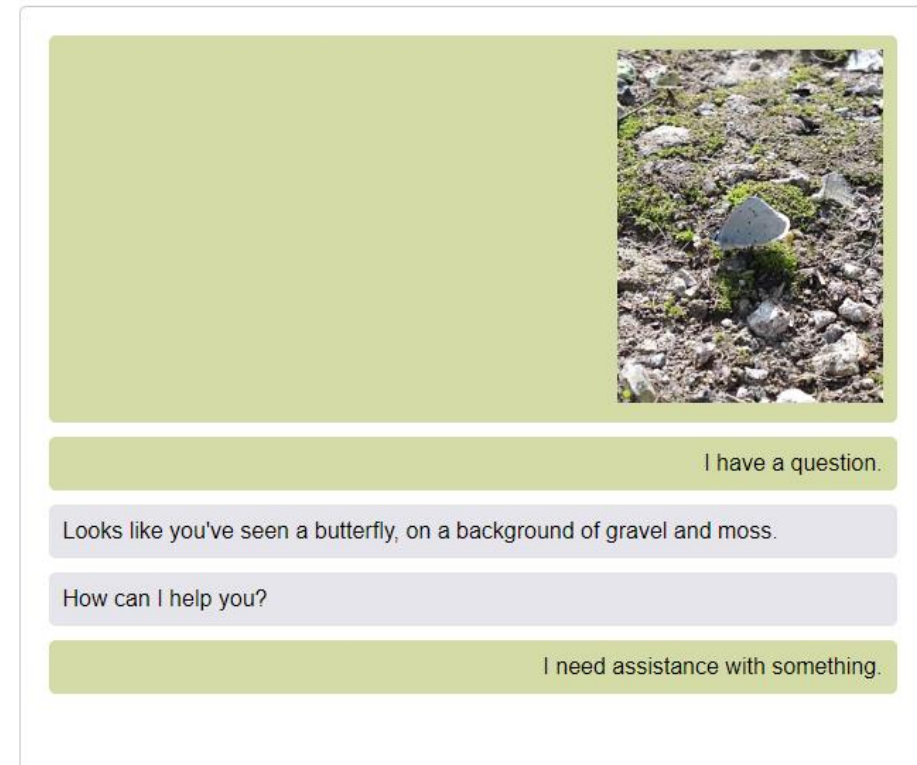 I have a question.
Looks like you've seen a butterfly, on a background of gravel and moss.
How can I help you?
I need assistance with something.